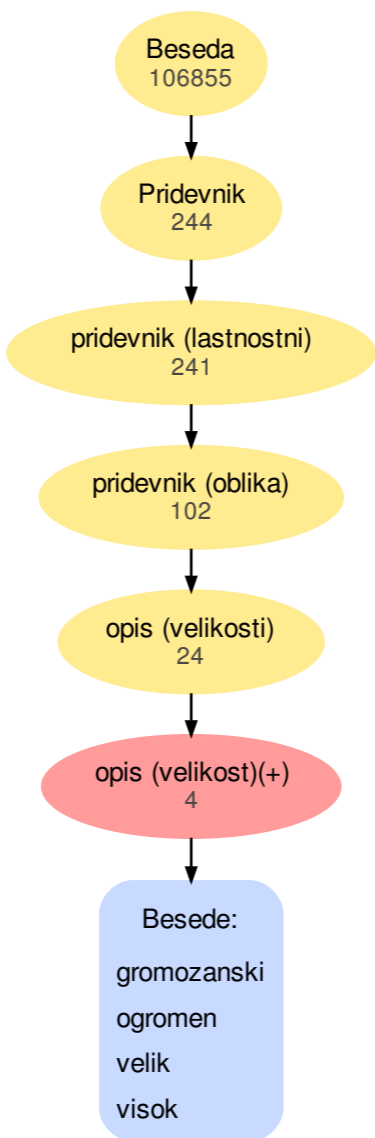 Beseda
106855
Pridevnik
244
pridevnik (lastnostni)
241
pridevnik (oblika)
102
opis (velikosti)
24
opis (velikost)(+)
4
Besede:
gromozanski
ogromen
velik
visok